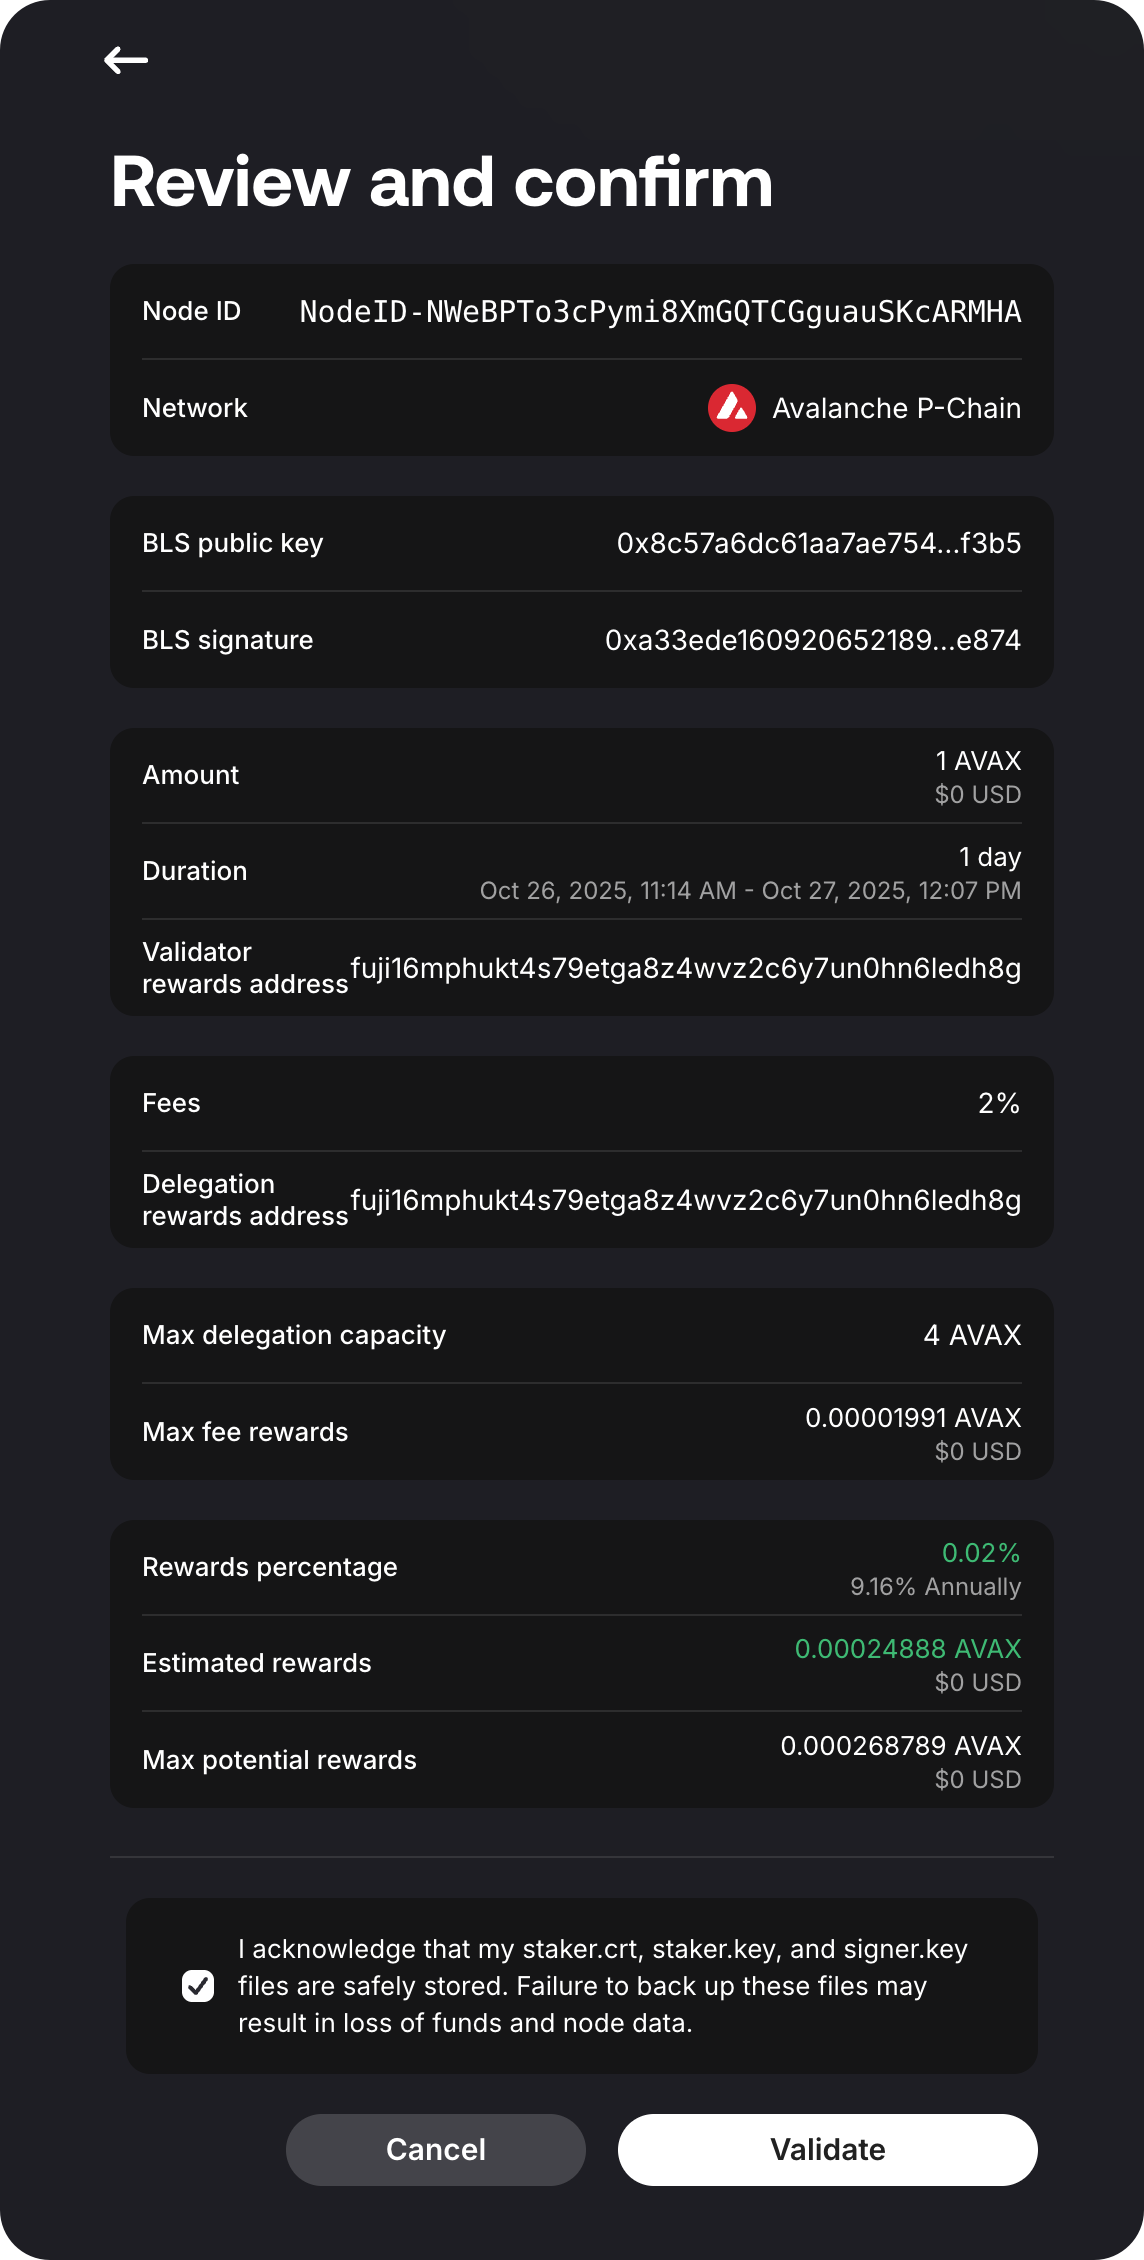 Review and confirm
Node ID NodeID-NWeBPTo3cPymi8XmGQTCGguauSKcARMHA
Network Avalanche P-Chain
BLS public key 0x8c57a6dc61aa7ae754...f3b5
BLS signature 0xa33ede160920652189...e874
Amount 1 AVAX
$0 USD
Duration 1 day
Oct 26, 2025, 11:14 AM - Oct 27, 2025, 12:07 PM
Validator
rewards address fuji16mphukt4s79etga8z4wvz2c6y7un0hn6ledh8g
Fees 2%
Delegation
rewards address fuji16mphukt4s79etga8z4wvz2c6y7un0hn6ledh8g
Max delegation capacity 4 AVAX
Max fee rewards 0.00001991 AVAX
$0 USD
Rewards percentage 0.02%
9.16% Annually
Estimated rewards 0.00024888 AVAX
$0 USD
Max potential rewards 0.000268789 AVAX
$0 USD
I acknowledge that my staker.crt, staker.key, and signer.key
files are safely stored. Failure to back up these files may
result in loss of funds and node data.
Cancel Validate